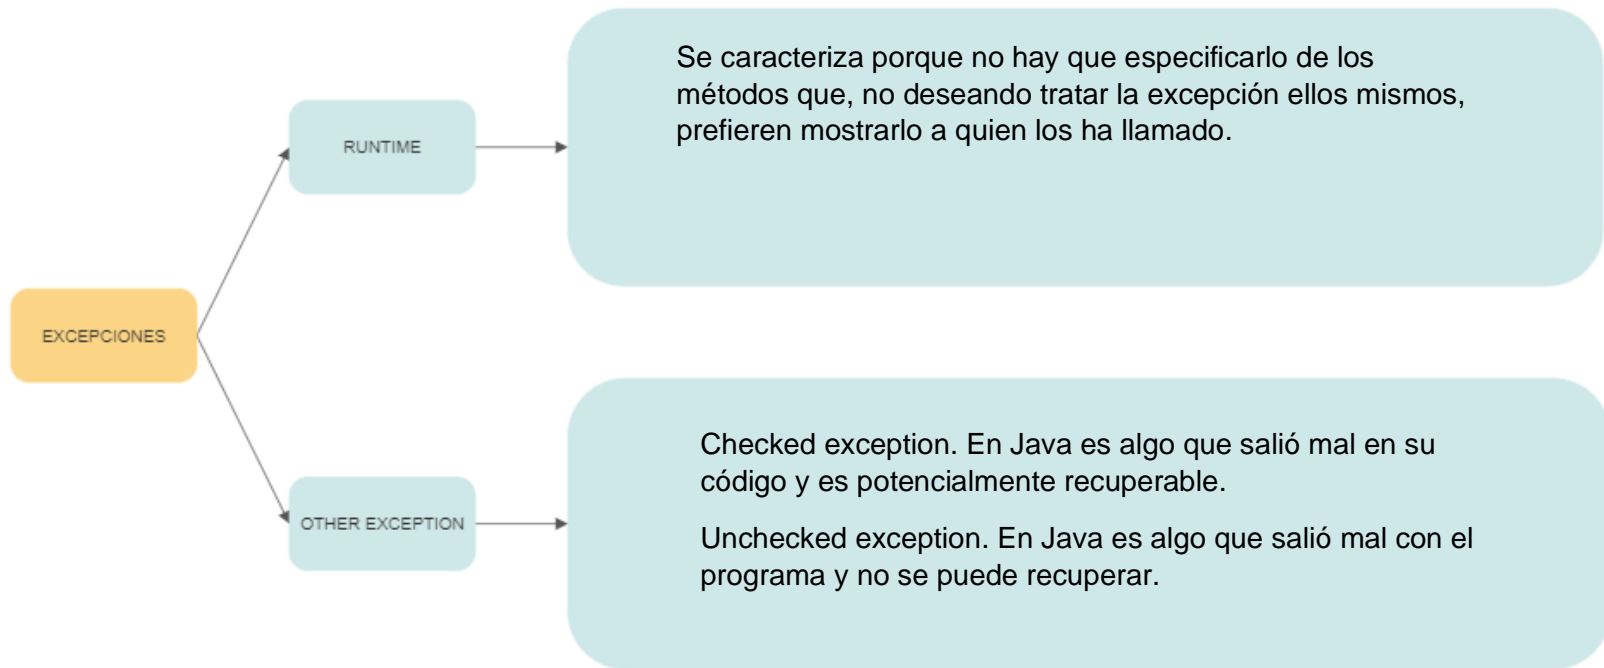 EXCEPCIONES
RUNTIME
Se caracteriza porque no hay que especificarlo de los
métodos que, no deseando tratar la excepción ellos mismos,
prefieren mostrarlo a quien los ha llamado.
OTHER EXCEPTION
Checked exception. En Java es algo que salió mal en su
código y es potencialmente recuperable.
Unchecked exception. En Java es algo que salió mal con el
programa y no se puede recuperar.